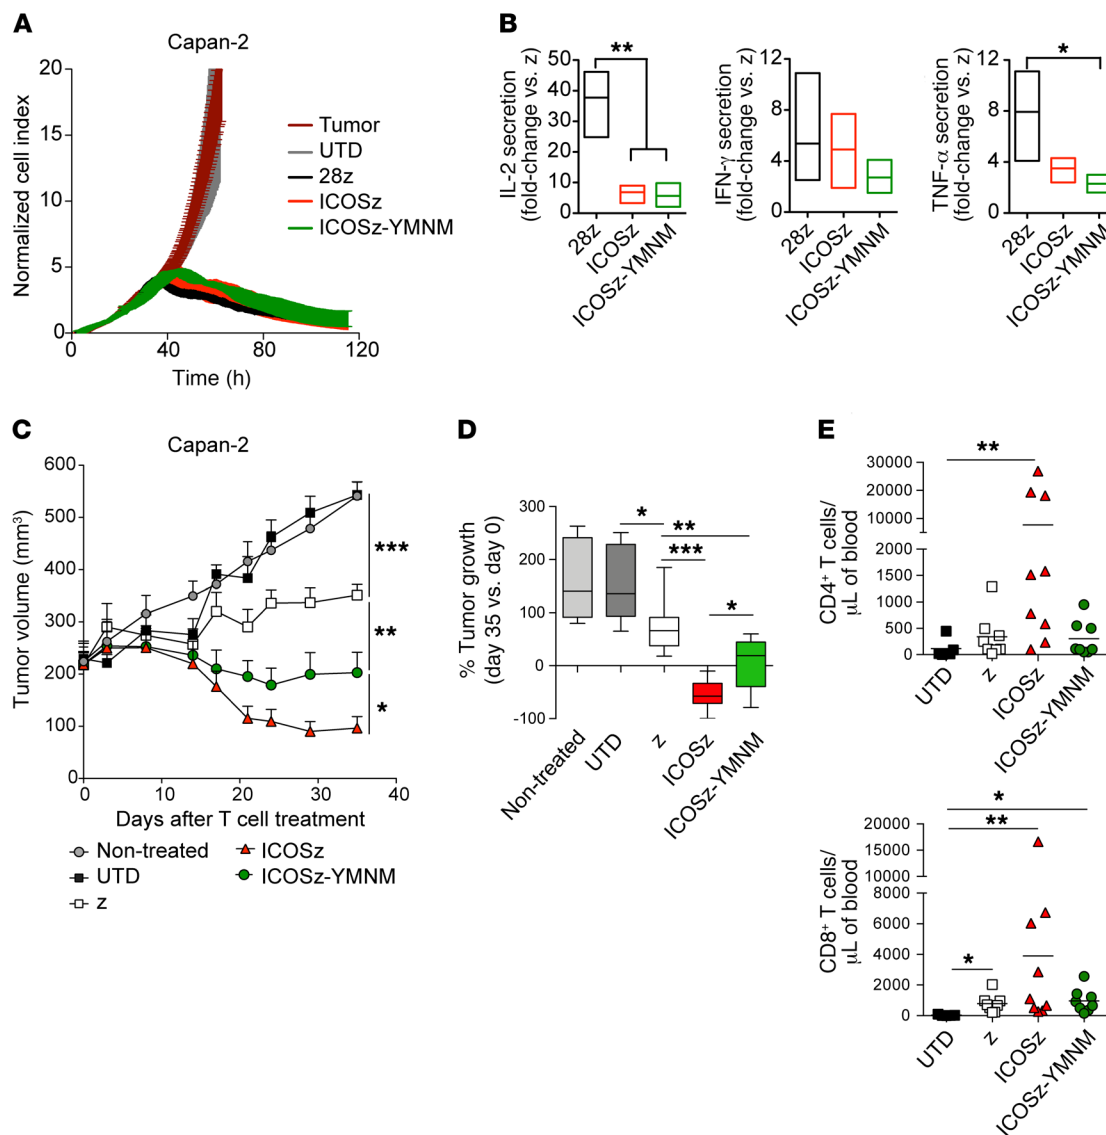 A
Capan-2
Normalized cell index
20
15
10
5
0
0 40 80 120
Time (h)
Tumor
UTD
28z
ICOSz
ICOSz-YMNM
B
IL-2 secretion
(fold-change vs. z)
50
40
30
20
10
0
**
28z
ICOSz
ICOSz-YMNM
IFN-γ secretion
(fold-change vs. z)
12
8
4
0
28z
ICOSz
ICOSz-YMNM
TNF-α secretion
(fold-change vs. z)
12
8
4
0
*
28z
ICOSz
ICOSz-YMNM
C
Capan-2
Tumor volume (mm³)
600
500
400
300
200
100
0
0 10 20 30 40
Days after T cell treatment
***
**
*
Non-treated
UTD
z
ICOSz
ICOSz-YMNM
D
% Tumor growth
(day 35 vs. day 0)
300
200
100
0
-100
*
**
***
*
Non-treated
UTD
z
ICOSz
ICOSz-YMNM
E
CD4⁺ T cells/
μL of blood
30000
20000
10000
2000
1500
1000
500
0
**
UTD
z
ICOSz
ICOSz-YMNM
CD8⁺ T cells/
μL of blood
20000
15000
10000
8000
6000
4000
2000
0
*
**
*
UTD
z
ICOSz
ICOSz-YMNM